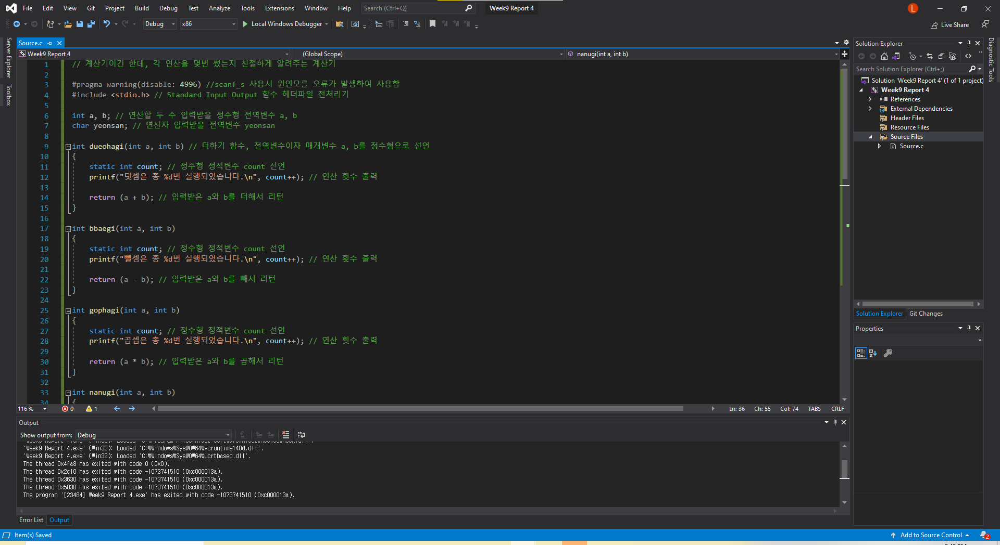 File Edit View Git Project Build Debug Test Analyze Tools Extensions Window Help Search (Ctrl+Q) Week9 Report 4 L
Debug x86 Local Windows Debugger Live Share
Server Explorer
Toolbox
Source.c
Week9 Report 4 (Global Scope) nanugi(int a, int b)
1 // 계산기이긴 한데, 각 연산을 몇번 썼는지 친절하게 알려주는 계산기
2
3 #pragma warning(disable: 4996) //scanf_s 사용시 원인모를 오류가 발생하여 사용함
4 #include <stdio.h> // Standard Input Output 함수 헤더파일 전처리기
5
6 int a, b; // 연산할 두 수 입력받을 정수형 전역변수 a, b
7 char yeonsan; // 연산자 입력받을 전역변수 yeonsan
8
9 int dueohagi(int a, int b) // 더하기 함수, 전역변수이자 매개변수 a, b를 정수형으로 선언
10 {
11 static int count; // 정수형 정적변수 count 선언
12 printf("덧셈은 총 %d번 실행되었습니다.\n", count++); // 연산 횟수 출력
13
14 return (a + b); // 입력받은 a와 b를 더해서 리턴
15 }
16
17 int bbaegi(int a, int b)
18 {
19 static int count; // 정수형 정적변수 count 선언
20 printf("뺄셈은 총 %d번 실행되었습니다.\n", count++); // 연산 횟수 출력
21
22 return (a - b); // 입력받은 a와 b를 빼서 리턴
23 }
24
25 int gophagi(int a, int b)
26 {
27 static int count; // 정수형 정적변수 count 선언
28 printf("곱셉은 총 %d번 실행되었습니다.\n", count++); // 연산 횟수 출력
29
30 return (a * b); // 입력받은 a와 b를 곱해서 리턴
31 }
32
33 int nanugi(int a, int b)
34 {
116 % 0 1 Ln: 36 Ch: 55 Col: 74 TABS CRLF
Output
Show output from: Debug
'Week9 Report 4.exe' (Win32): Loaded 'C:₩Windows₩SysWOW64₩vcruntime140d.dll'.
'Week9 Report 4.exe' (Win32): Loaded 'C:₩Windows₩SysWOW64₩ucrtbased.dll'.
The thread 0x4fa8 has exited with code 0 (0x0).
The thread 0x2c10 has exited with code -1073741510 (0xc000013a).
The thread 0x3630 has exited with code -1073741510 (0xc000013a).
The thread 0x5838 has exited with code -1073741510 (0xc000013a).
The program '[23484] Week9 Report 4.exe' has exited with code -1073741510 (0xc000013a).
Error List Output
Solution Explorer
Search Solution Explorer (Ctrl+;)
Solution 'Week9 Report 4' (1 of 1 project)
Week9 Report 4
References
External Dependencies
Header Files
Resource Files
Source Files
Source.c
Solution Explorer Git Changes
Properties
Diagnostic Tools
Item(s) Saved Add to Source Control 2